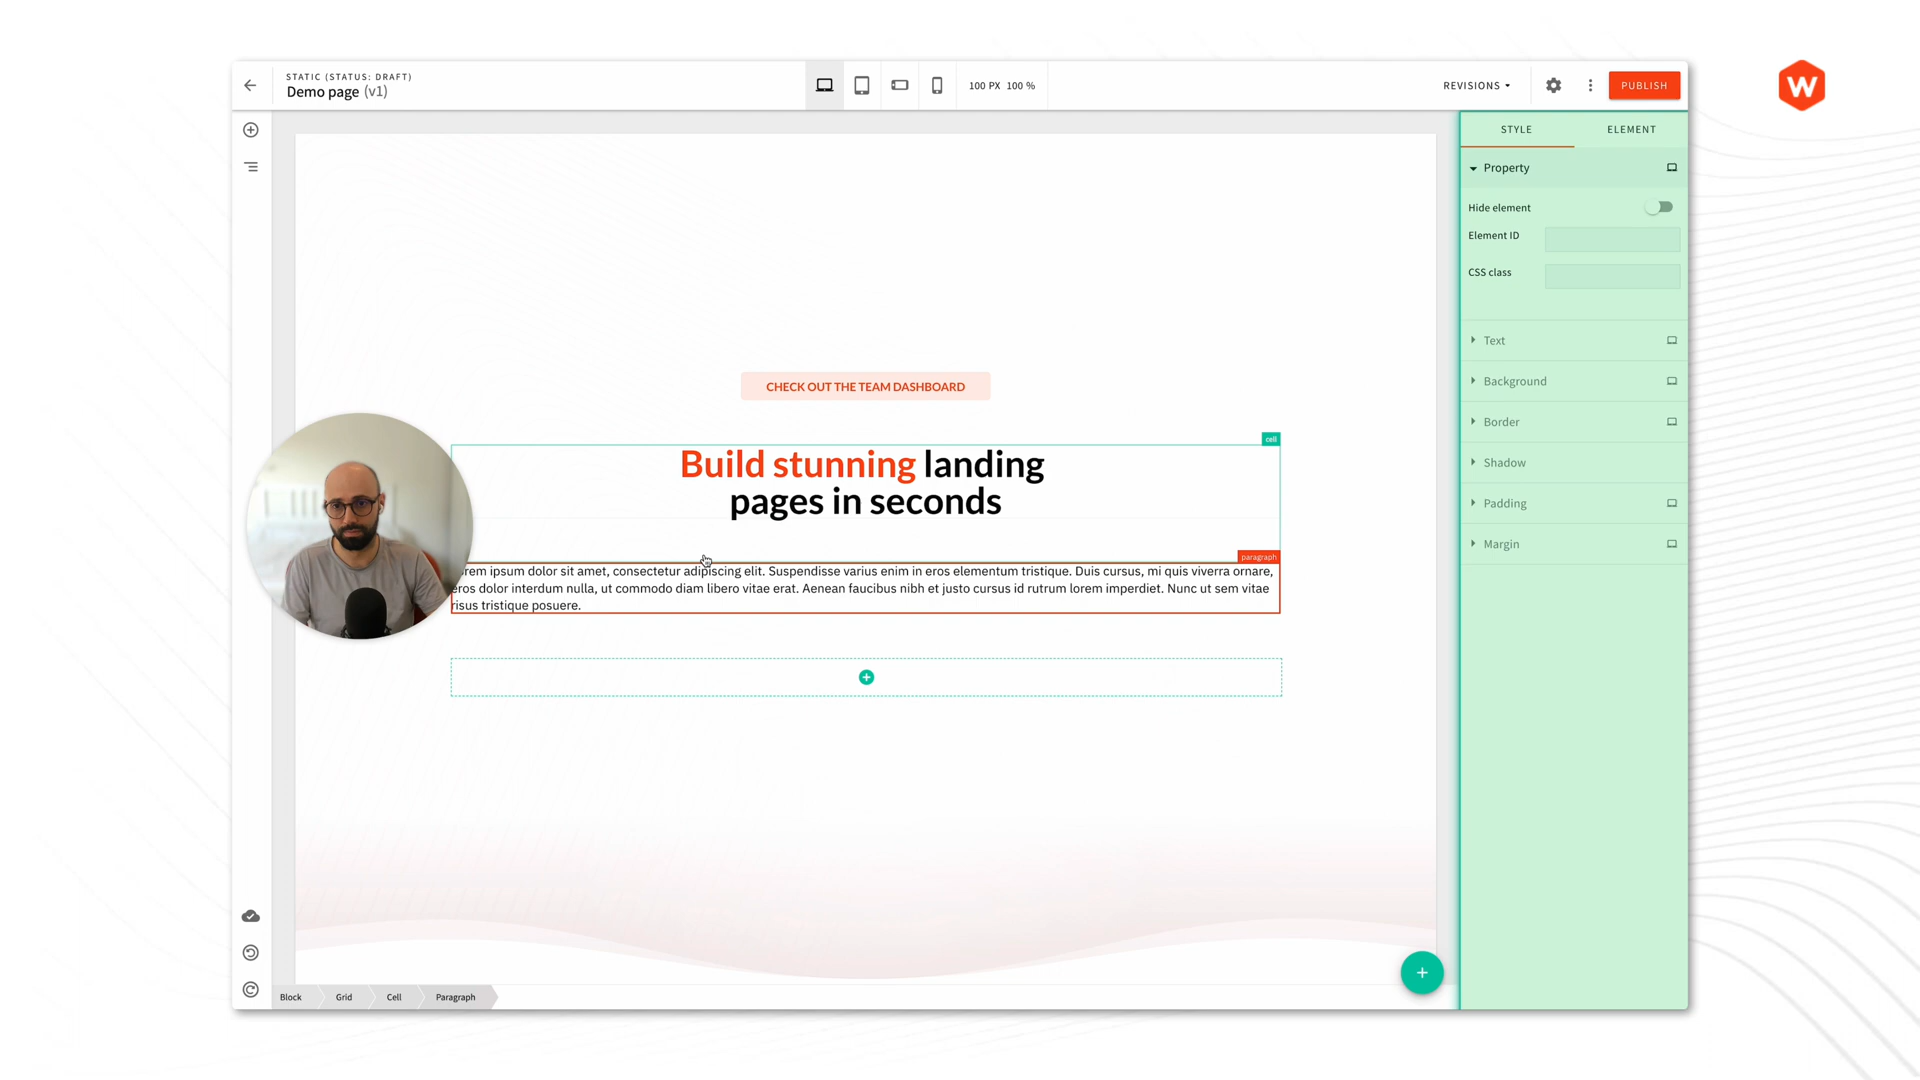 STATIC (STATUS: DRAFT)
Demo page (v1)
100 PX 100 %
REVISIONS
PUBLISH
W
STYLE
ELEMENT
Property
Hide element
Element ID
CSS class
Text
Background
Border
Shadow
Padding
Margin
CHECK OUT THE TEAM DASHBOARD
cell
Build stunning landing
pages in seconds
paragraph
ipsum dolor sit amet, consectetur adipiscing elit. Suspendisse varius enim in eros elementum tristique. Duis cursus, mi quis viverra ornare,
eros dolor interdum nulla, ut commodo diam libero vitae erat. Aenean faucibus nibh et justo cursus id rutrum lorem imperdiet. Nunc ut sem vitae
risus tristique posuere.
Block
Grid
Cell
Paragraph